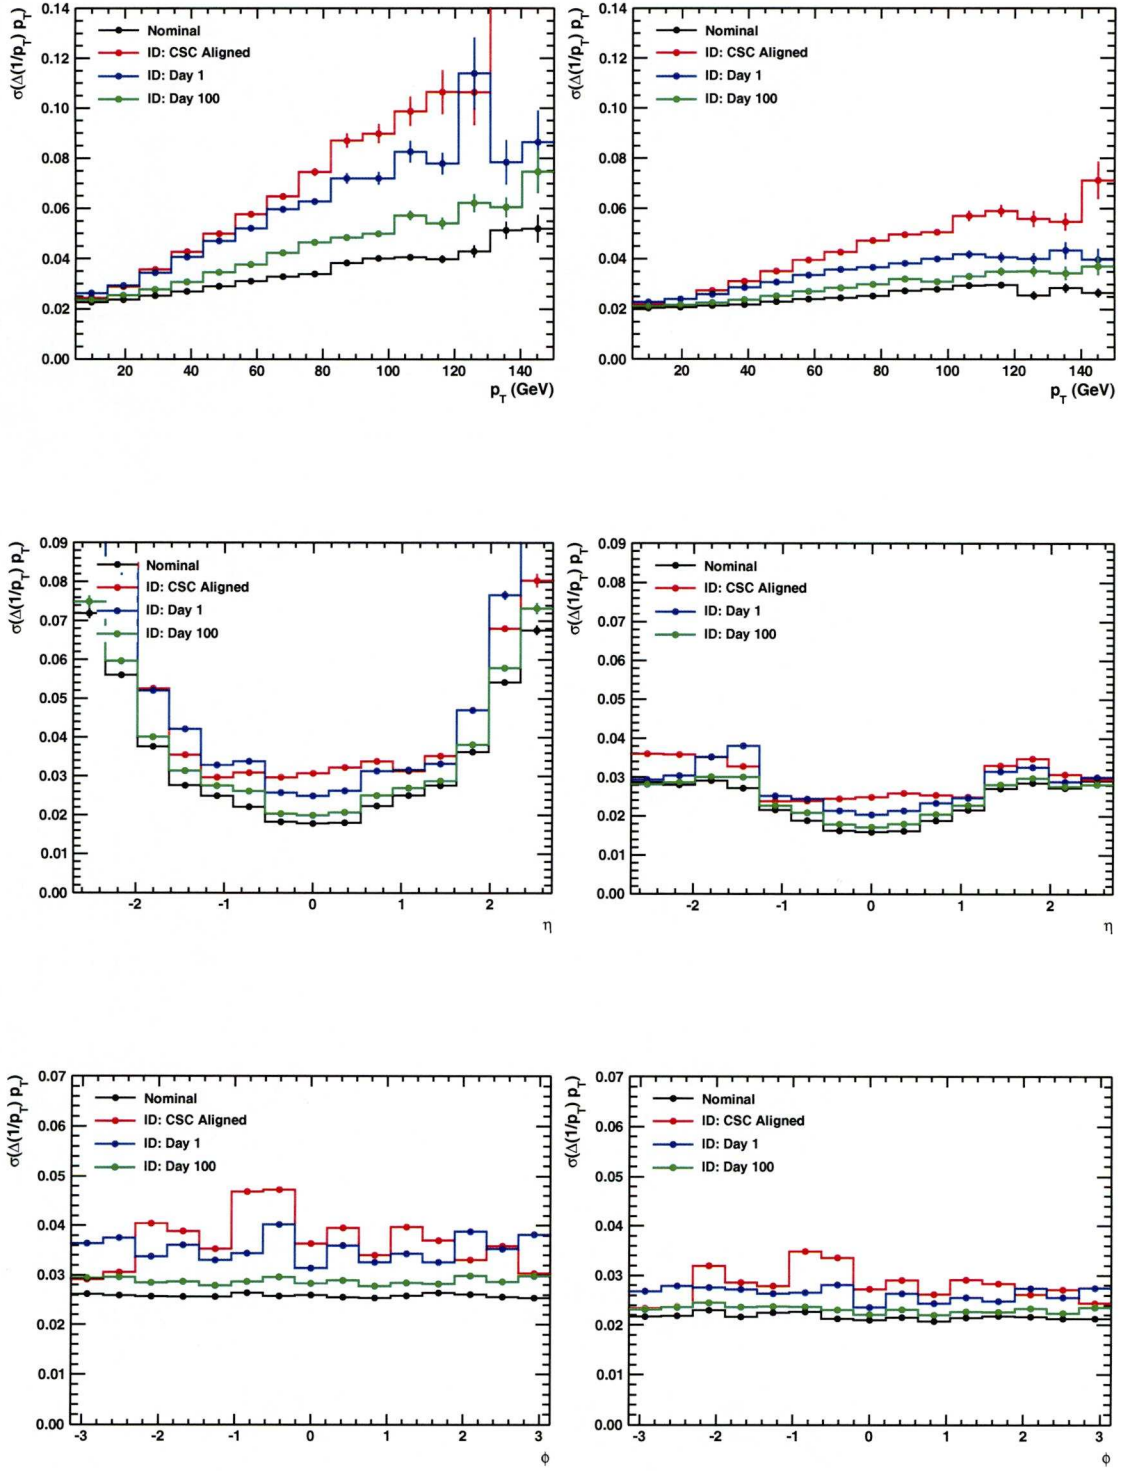 σ(Δ(1/p_T) p_T)
0.14
0.12
0.10
0.08
0.06
0.04
0.02
0.00
Nominal
ID: CSC Aligned
ID: Day 1
ID: Day 100
20 40 60 80 100 120 140
p_T (GeV)
σ(Δ(1/p_T) p_T)
0.14
0.12
0.10
0.08
0.06
0.04
0.02
0.00
Nominal
ID: CSC Aligned
ID: Day 1
ID: Day 100
20 40 60 80 100 120 140
p_T (GeV)
σ(Δ(1/p_T) p_T)
0.09
0.08
0.07
0.06
0.05
0.04
0.03
0.02
0.01
0.00
Nominal
ID: CSC Aligned
ID: Day 1
ID: Day 100
-2 -1 0 1 2
η
σ(Δ(1/p_T) p_T)
0.09
0.08
0.07
0.06
0.05
0.04
0.03
0.02
0.01
0.00
Nominal
ID: CSC Aligned
ID: Day 1
ID: Day 100
-2 -1 0 1 2
η
σ(Δ(1/p_T) p_T)
0.07
0.06
0.05
0.04
0.03
0.02
0.01
0.00
Nominal
ID: CSC Aligned
ID: Day 1
ID: Day 100
-3 -2 -1 0 1 2 3
ϕ
σ(Δ(1/p_T) p_T)
0.07
0.06
0.05
0.04
0.03
0.02
0.01
0.00
Nominal
ID: CSC Aligned
ID: Day 1
ID: Day 100
-3 -2 -1 0 1 2 3
ϕ